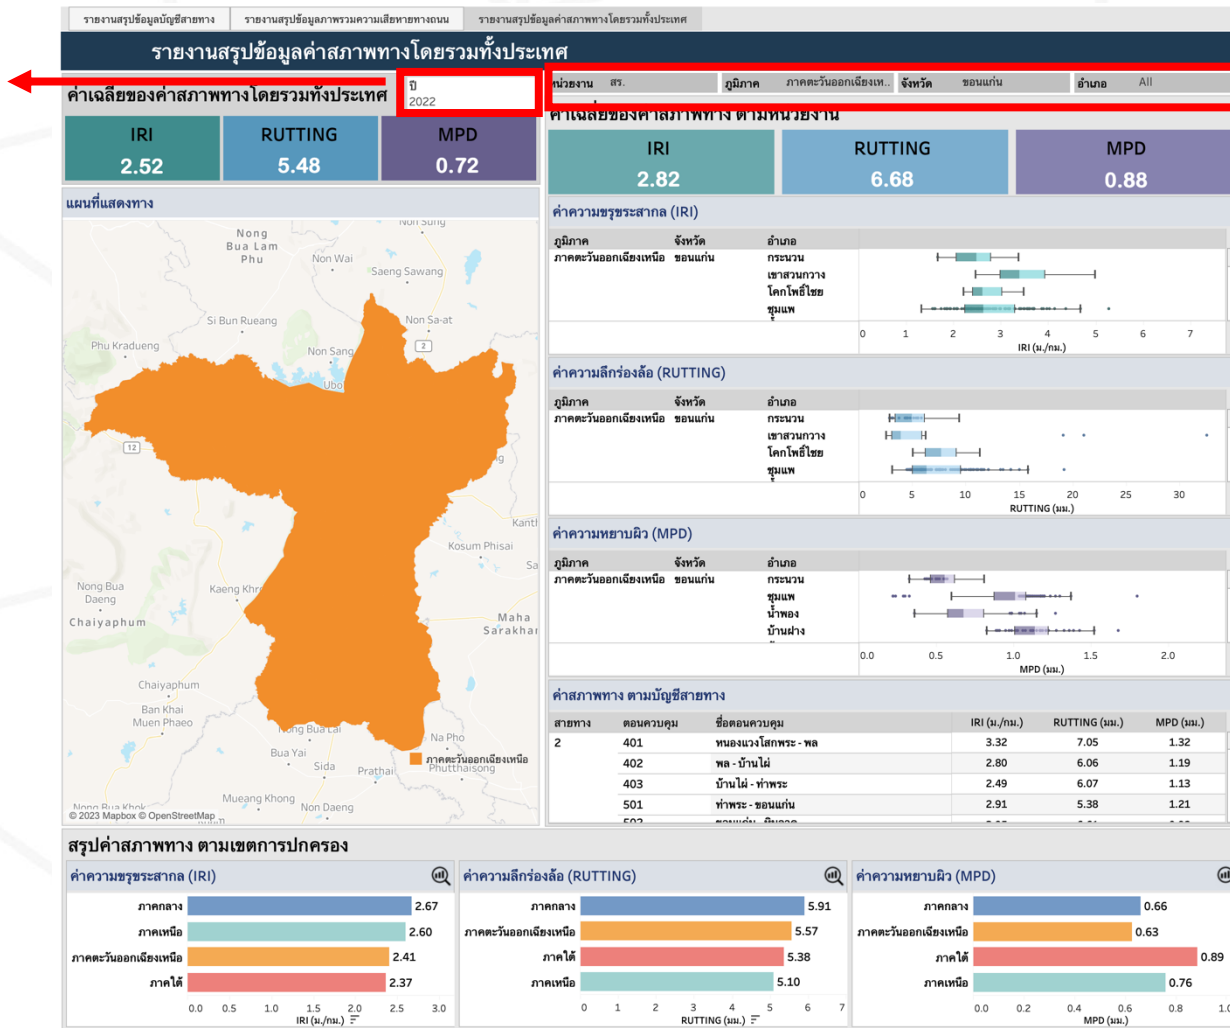 รายงานสรุปข้อมูลบัญชีสายทาง
รายงานสรุปข้อมูลภาพรวมความเสียหายทางถนน
รายงานสรุปข้อมูลค่าสภาพทางโดยรวมทั้งประเทศ
รายงานสรุปข้อมูลค่าสภาพทางโดยรวมทั้งประเทศ
ค่าเฉลี่ยของค่าสภาพทางโดยรวมทั้งประเทศ
ปี
2022
หน่วยงาน สร. ภูมิภาค ภาคตะวันออกเฉียงเห.. จังหวัด ขอนแก่น อำเภอ All
IRI
2.52
RUTTING
5.48
MPD
0.72
ค่าเฉลี่ยของค่าสภาพทาง ตามหน่วยงาน
IRI
2.82
RUTTING
6.68
MPD
0.88
แผนที่แสดงทาง
Non Sung
Nong
Bua Lam
Phu
Non Wai
Saeng Sawang
Si Bun Rueang
Non Sa-at
Phu Kradueng
Non Sang
2
Ubol
12
Kosum Phisai
Nong Bua
Daeng
Kaeng Khr
Chaiyaphum
Maha
Sarakhar
Chaiyaphum
Ban Khai
Muen Phaeo
Nong Bua Lai
Na Pho
Bua Yai
Sida
Prathai
Phutthaisong
ภาคตะวันออกเฉียงเหนือ
Mueang Khong
Non Daeng
Nong Bua Khok
© 2023 Mapbox © OpenStreetMap
ค่าความขรุขระสากล (IRI)
ภูมิภาค จังหวัด อำเภอ
ภาคตะวันออกเฉียงเหนือ ขอนแก่น กระนวน
เขาสวนกวาง
โคกโพธิ์ไชย
ชุมแพ
0 1 2 3 4 5 6 7
IRI (ม./กม.)
ค่าความลึกร่องล้อ (RUTTING)
ภูมิภาค จังหวัด อำเภอ
ภาคตะวันออกเฉียงเหนือ ขอนแก่น กระนวน
เขาสวนกวาง
โคกโพธิ์ไชย
ชุมแพ
0 5 10 15 20 25 30
RUTTING (มม.)
ค่าความหยาบผิว (MPD)
ภูมิภาค จังหวัด อำเภอ
ภาคตะวันออกเฉียงเหนือ ขอนแก่น กระนวน
ชุมแพ
น้ำพอง
บ้านฝาง
0.0 0.5 1.0 1.5 2.0
MPD (มม.)
ค่าสภาพทาง ตามบัญชีสายทาง
สายทาง ตอนควบคุม ชื่อตอนควบคุม IRI (ม./กม.) RUTTING (มม.) MPD (มม.)
2 401 หนองแวงโสกพระ - พล 3.32 7.05 1.32
402 พล - บ้านไผ่ 2.80 6.06 1.19
403 บ้านไผ่ - ท่าพระ 2.49 6.07 1.13
501 ท่าพระ - ขอนแก่น 2.91 5.38 1.21
สรุปค่าสภาพทาง ตามเขตการปกครอง
ค่าความขรุขระสากล (IRI)
ภาคกลาง 2.67
ภาคเหนือ 2.60
ภาคตะวันออกเฉียงเหนือ 2.41
ภาคใต้ 2.37
0.0 0.5 1.0 1.5 2.0 2.5 3.0
IRI (ม./กม.)
ค่าความลึกร่องล้อ (RUTTING)
ภาคกลาง 5.91
ภาคตะวันออกเฉียงเหนือ 5.57
ภาคใต้ 5.38
ภาคเหนือ 5.10
0 1 2 3 4 5 6 7
RUTTING (มม.)
ค่าความหยาบผิว (MPD)
ภาคกลาง 0.66
ภาคตะวันออกเฉียงเหนือ 0.63
ภาคใต้ 0.89
ภาคเหนือ 0.76
0.0 0.2 0.4 0.6 0.8 1.0
MPD (มม.)